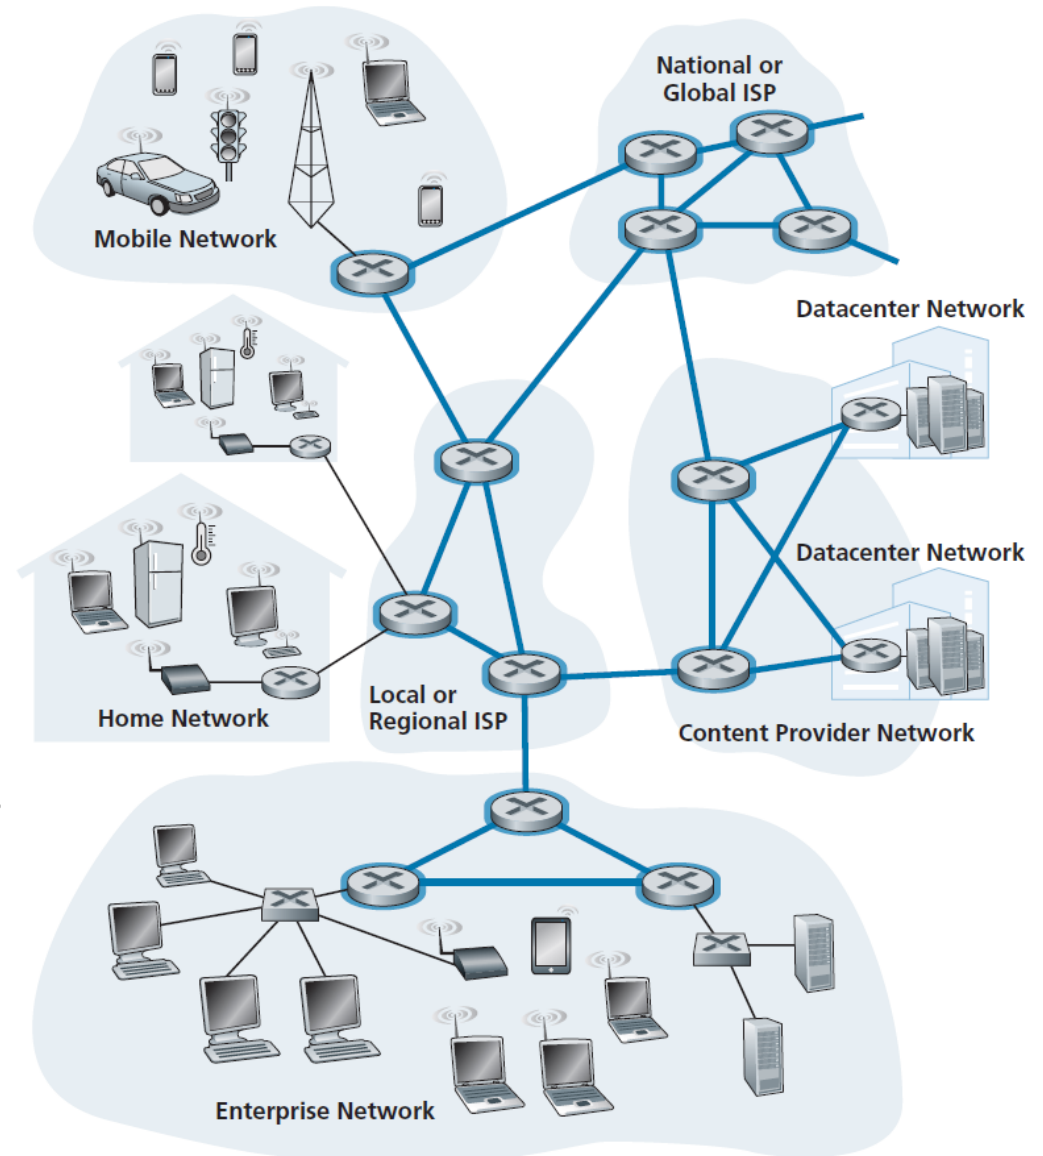 National or
Global ISP
Mobile Network
Datacenter Network
Datacenter Network
Local or
Regional ISP
Home Network
Content Provider Network
Enterprise Network